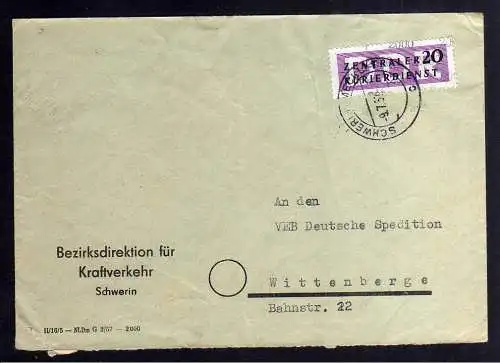 ZENTRALER 20
KURIERDIENST
SCHWERIN
An den
VEB Deutsche Spedition
Wittenberge
Bahnstr. 22
Bezirksdirektion für
Kraftverkehr
Schwerin